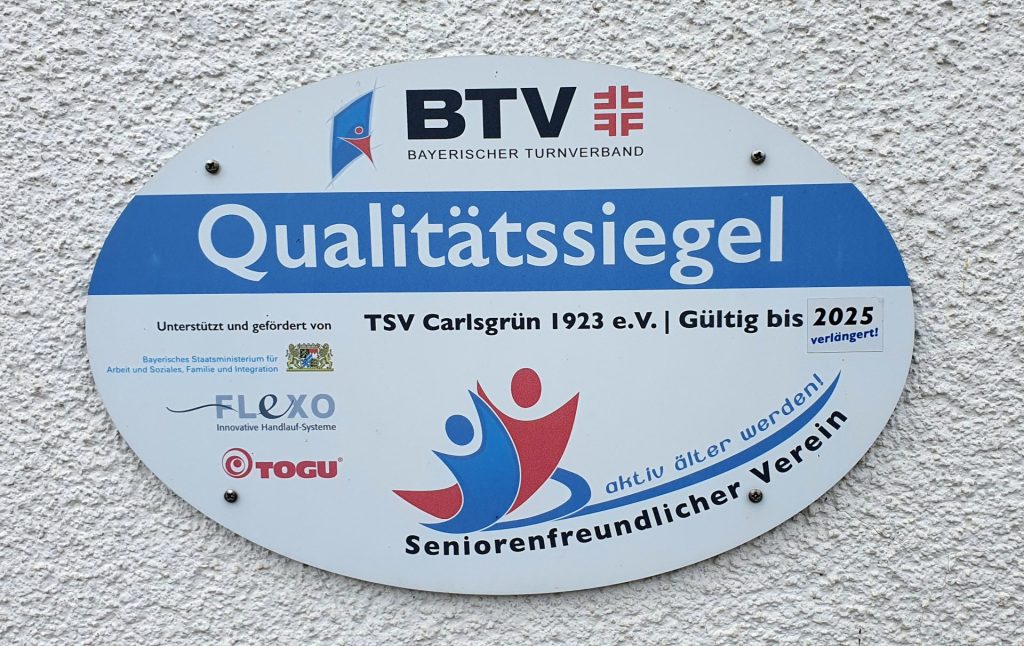 BTV
BAYERISCHER TURNVERBAND
Qualitätssiegel
Unterstützt und gefördert von
Bayerisches Staatsministerium für
Arbeit und Soziales, Familie und Integration
FLEXO
Innovative Handlauf-Systeme
TOGU®
TSV Carlsgrün 1923 e.V. | Gültig bis 2025
verlängert!
aktiv älter werden!
Seniorenfreundlicher Verein